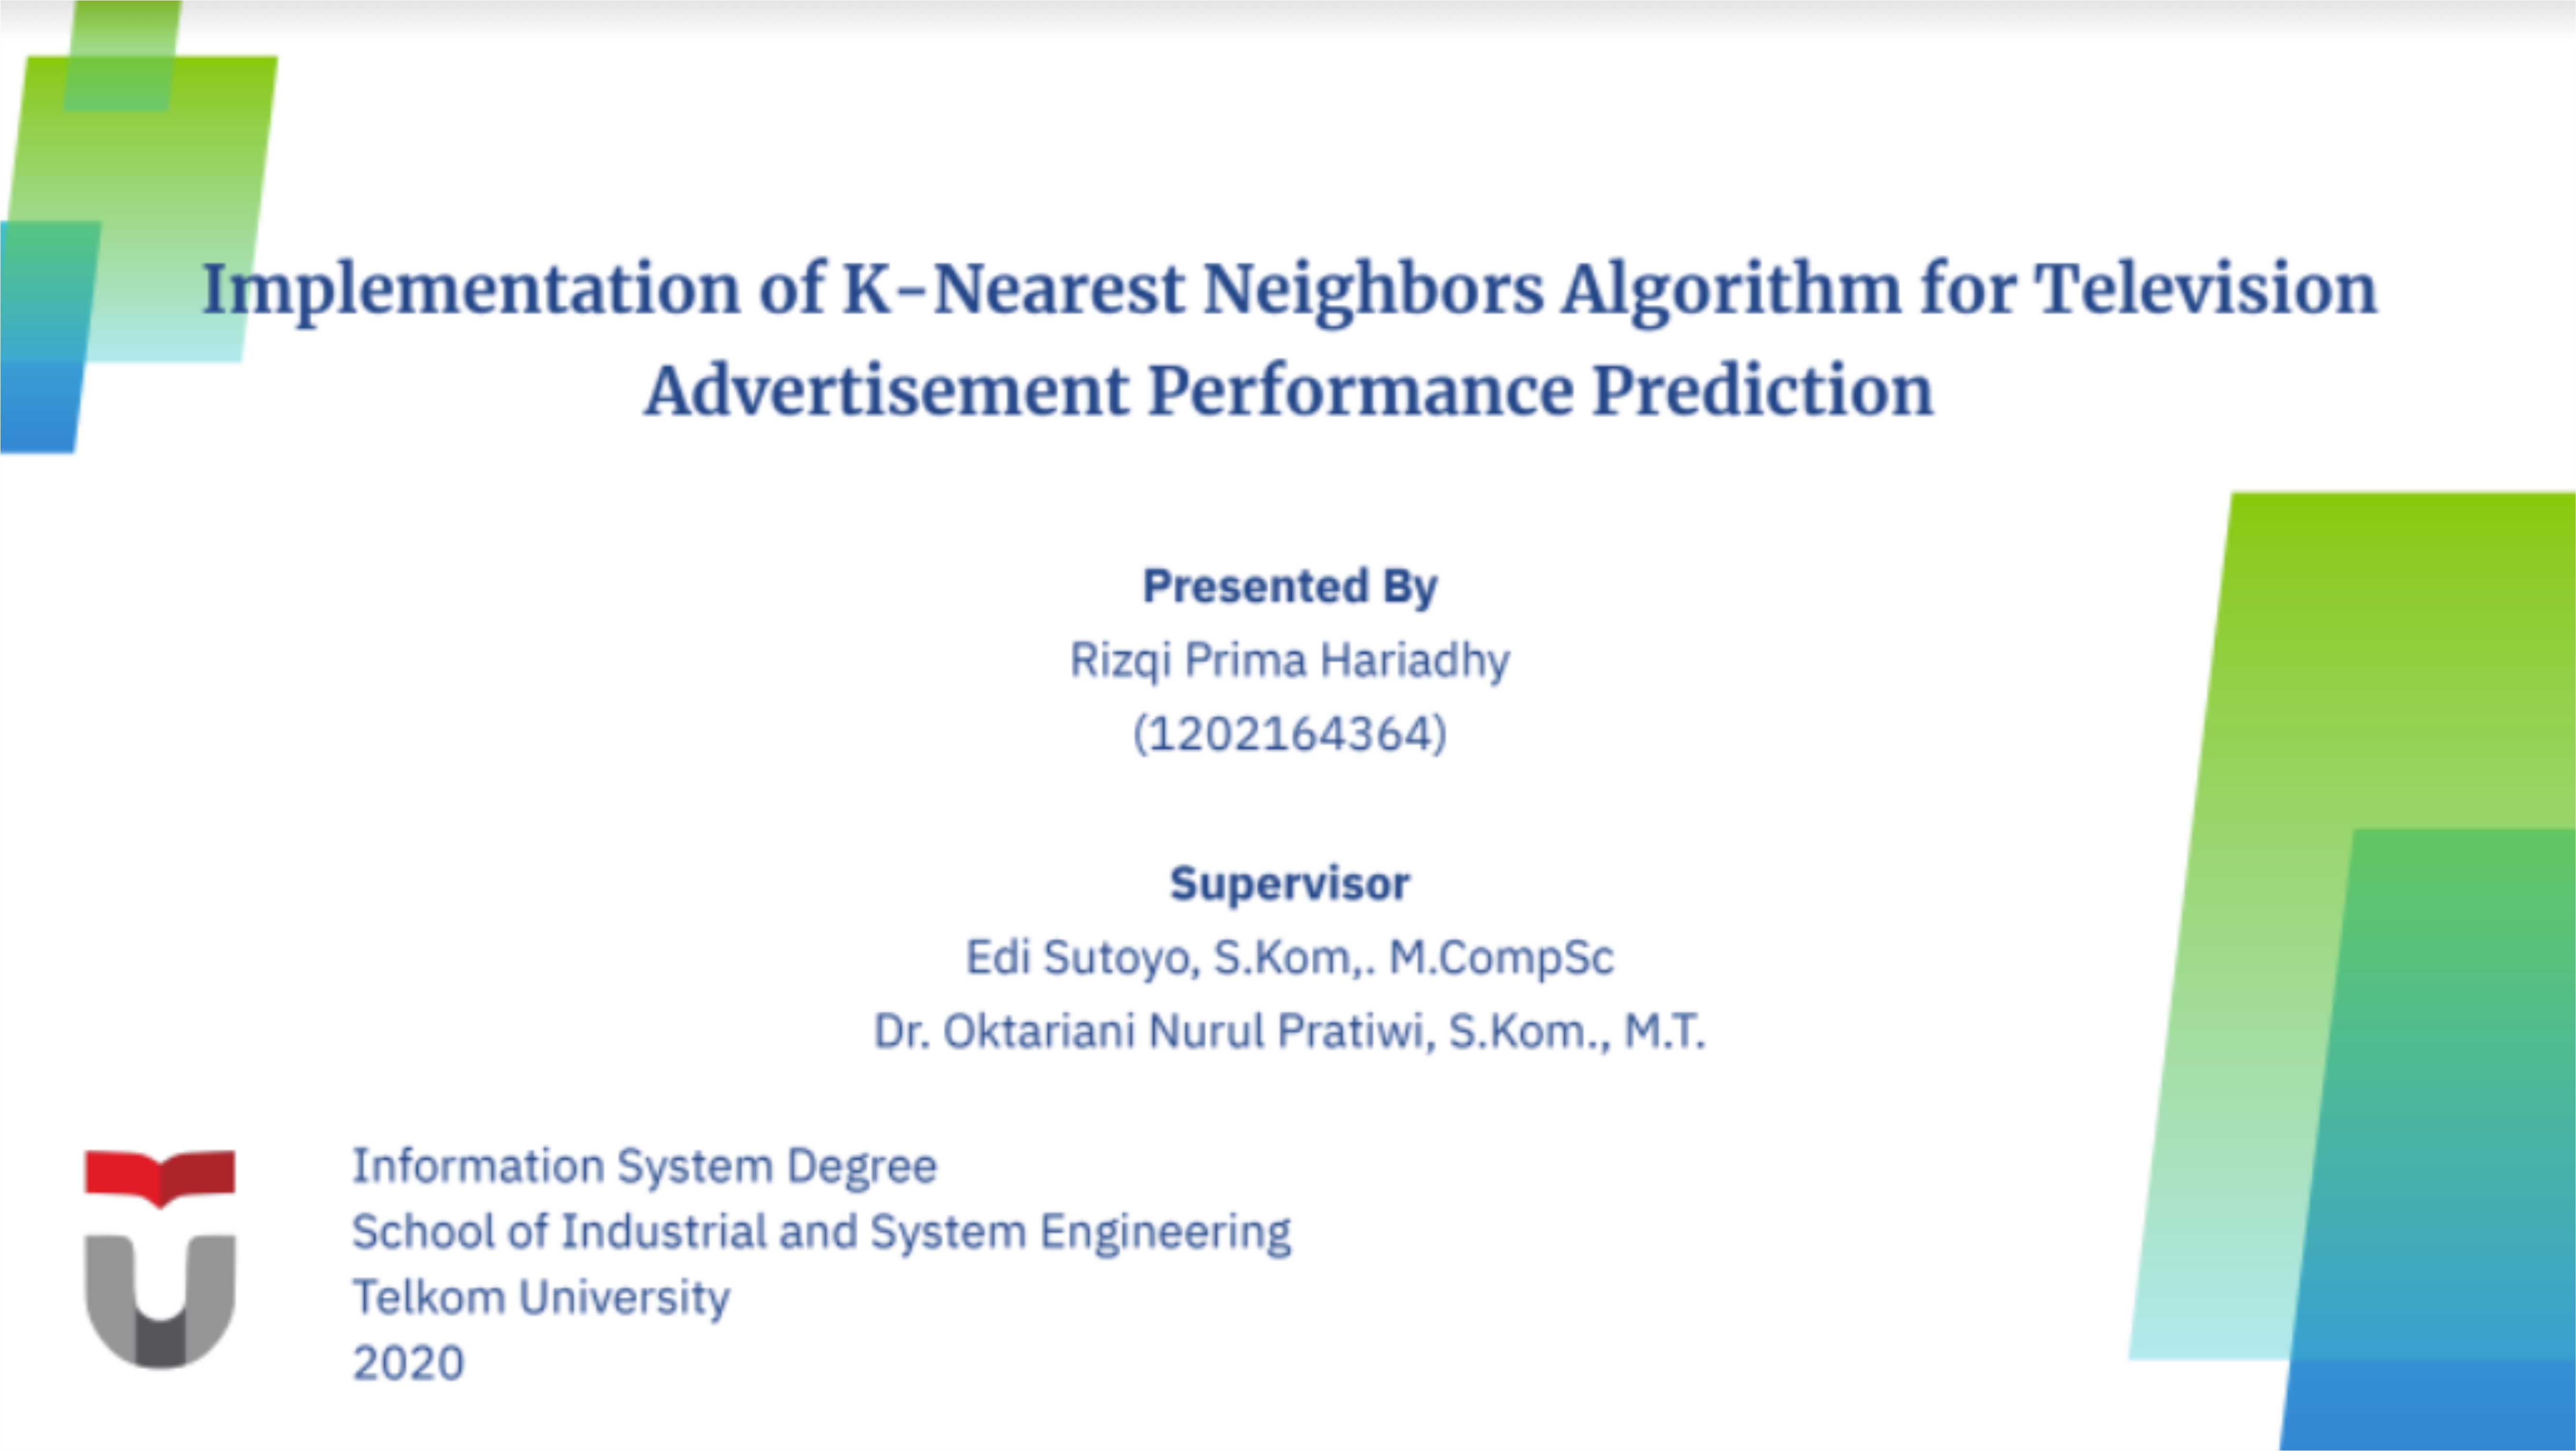 Implementation of K-Nearest Neighbors Algorithm for Television
Advertisement Performance Prediction
Presented By
Rizqi Prima Hariadhy
(1202164364)
Supervisor
Edi Sutoyo, S.Kom,. M.CompSc
Dr. Oktariani Nurul Pratiwi, S.Kom., M.T.
Information System Degree
School of Industrial and System Engineering
Telkom University
2020